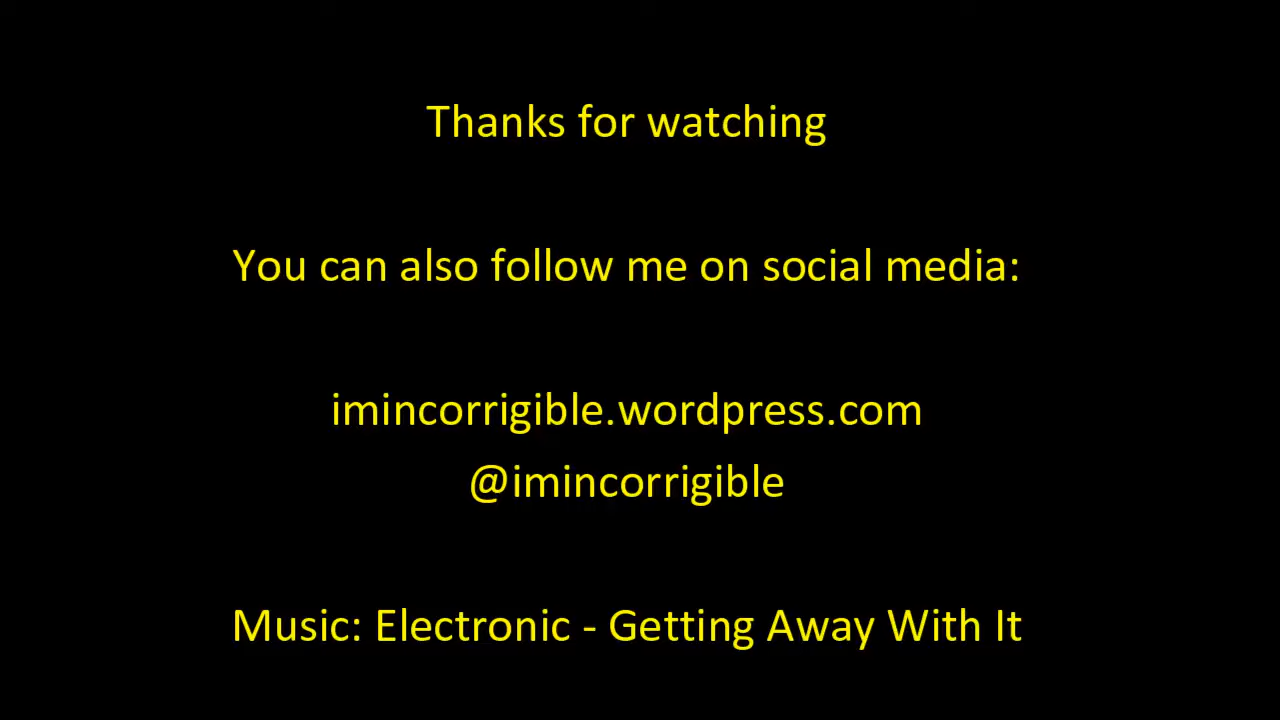 Thanks for watching
You can also follow me on social media:
imincorrigible.wordpress.com
@imincorrigible
Music: Electronic - Getting Away With It